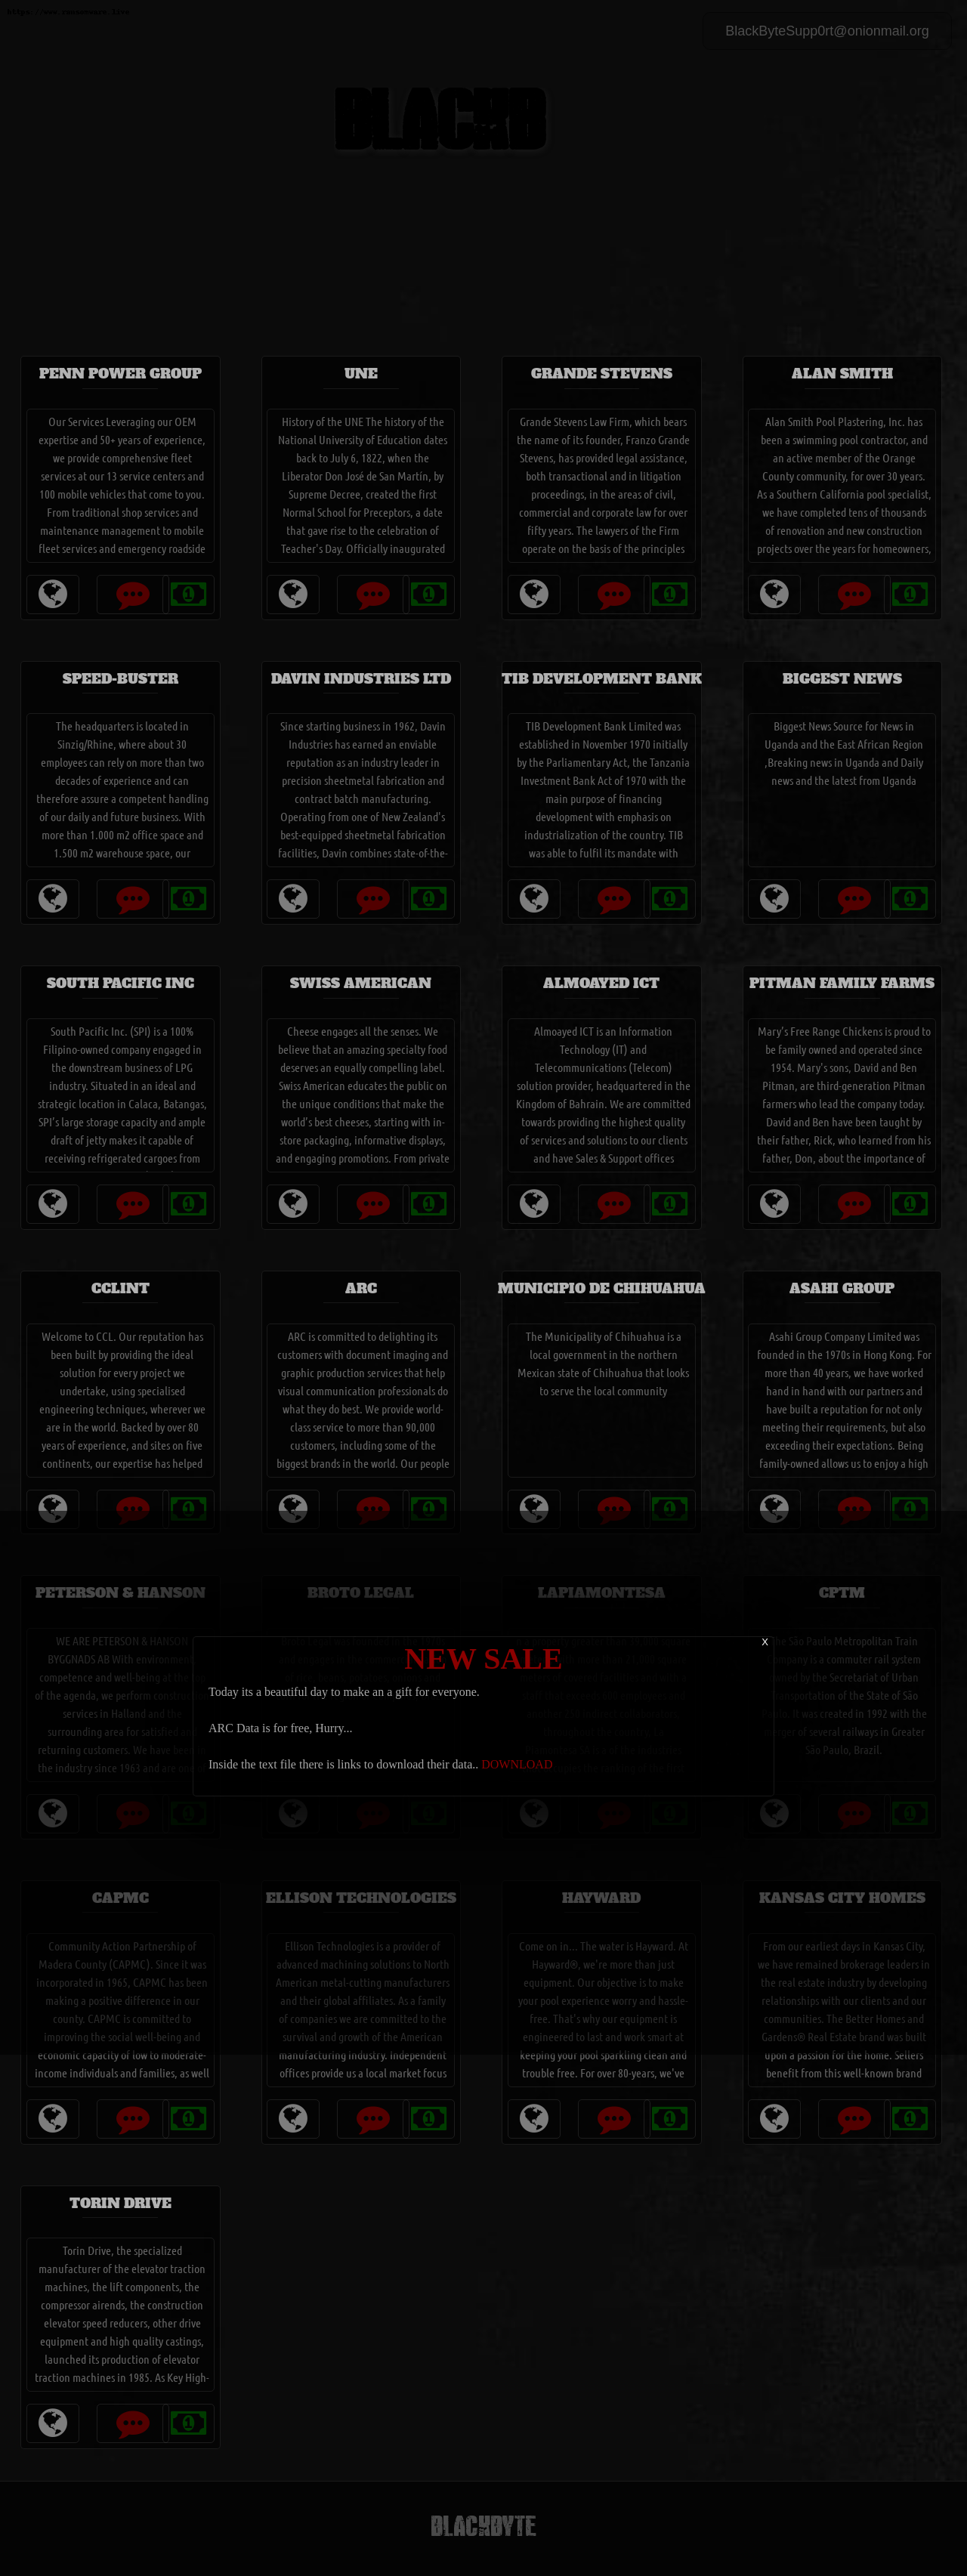 BlackByteSupp0rt@onionmail.org
BLACKB
PENN POWER GROUP
Our Services Leveraging our OEM
expertise and 50+ years of experience,
we provide comprehensive fleet
services at our 13 service centers and
100 mobile vehicles that come to you.
From traditional shop services and
maintenance management to mobile
fleet services and emergency roadside
UNE
History of the UNE The history of the
National University of Education dates
back to July 6, 1822, when the
Liberator Don José de San Martín, by
Supreme Decree, created the first
Normal School for Preceptors, a date
that gave rise to the celebration of
Teacher's Day. Officially inaugurated
GRANDE STEVENS
Grande Stevens Law Firm, which bears
the name of its founder, Franzo Grande
Stevens, has provided legal assistance,
both transactional and in litigation
proceedings, in the areas of civil,
commercial and corporate law for over
fifty years. The lawyers of the Firm
operate on the basis of the principles
ALAN SMITH
Alan Smith Pool Plastering, Inc. has
been a swimming pool contractor, and
an active member of the Orange
County community, for over 30 years.
As a Southern California pool specialist,
we have completed tens of thousands
of renovation and new construction
projects over the years for homeowners,
SPEED-BUSTER
The headquarters is located in
Sinzig/Rhine, where about 30
employees can rely on more than two
decades of experience and can
therefore assure a competent handling
of our daily and future business. With
more than 1.000 m2 office space and
1.500 m2 warehouse space, our
DAVIN INDUSTRIES LTD
Since starting business in 1962, Davin
Industries has earned an enviable
reputation as an industry leader in
precision sheetmetal fabrication and
contract batch manufacturing.
Operating from one of New Zealand's
best-equipped sheetmetal fabrication
facilities, Davin combines state-of-the-
TIB DEVELOPMENT BANK
TIB Development Bank Limited was
established in November 1970 initially
by the Parliamentary Act, the Tanzania
Investment Bank Act of 1970 with the
main purpose of financing
development with emphasis on
industrialization of the country. TIB
was able to fulfil its mandate with
BIGGEST NEWS
Biggest News Source for News in
Uganda and the East African Region
,Breaking news in Uganda and Daily
news and the latest from Uganda
SOUTH PACIFIC INC
South Pacific Inc. (SPI) is a 100%
Filipino-owned company engaged in
the downstream business of LPG
industry. Situated in an ideal and
strategic location in Calaca, Batangas,
SPI's large storage capacity and ample
draft of jetty makes it capable of
receiving refrigerated cargoes from
SWISS AMERICAN
Cheese engages all the senses. We
believe that an amazing specialty food
deserves an equally compelling label.
Swiss American educates the public on
the unique conditions that make the
world's best cheeses, starting with in-
store packaging, informative displays,
and engaging promotions. From private
ALMOAYED ICT
Almoayed ICT is an Information
Technology (IT) and
Telecommunications (Telecom)
solution provider, headquartered in the
Kingdom of Bahrain. We are committed
towards providing the highest quality
of services and solutions to our clients
and have Sales & Support offices
PITMAN FAMILY FARMS
Mary's Free Range Chickens is proud to
be family owned and operated since
1954. Mary's sons, David and Ben
Pitman, are third-generation Pitman
farmers who lead the company today.
David and Ben have been taught by
their father, Rick, who learned from his
father, Don, about the importance of
CCLINT
Welcome to CCL. Our reputation has
been built by providing the ideal
solution for every project we
undertake, using specialised
engineering techniques, wherever we
are in the world. Backed by over 80
years of experience, and sites on five
continents, our expertise has helped
ARC
ARC is committed to delighting its
customers with document imaging and
graphic production services that help
visual communication professionals do
what they do best. We provide world-
class service to more than 90,000
customers, including some of the
biggest brands in the world. Our people
MUNICIPIO DE CHIHUAHUA
The Municipality of Chihuahua is a
local government in the northern
Mexican state of Chihuahua that looks
to serve the local community
ASAHI GROUP
Asahi Group Company Limited was
founded in the 1970s in Hong Kong. For
more than 40 years, we have worked
hand in hand with our partners and
have built a reputation for not only
meeting their requirements, but also
exceeding their expectations. Being
family-owned allows us to enjoy a high
PETERSON & HANSON
WE ARE PETERSON & HANSON
BYGGNADS AB With environment
competence and well-being at the
of the agenda, we perform
services in Halland and the
surrounding area for satisfied
returning customers. We have
the industry since 1963 and are
BROTO LEGAL
LAPIAMONTESA
CPTM
São Paulo Metropolitan Train
is a commuter rail system
by the Secretariat of Urban
of the State of São
it was created in 1992 with the
of several railways in Greater
São Paulo, Brazil.
X
NEW SALE
Today its a beautiful day to make an a gift for everyone.
ARC Data is for free, Hurry...
Inside the text file there is links to download their data.. DOWNLOAD
CAPMC
Community Action Partnership of
Madera County (CAPMC). Since it was
incorporated in 1965, CAPMC has been
making a positive difference in our
county. CAPMC is committed to
improving the social well-being and
economic capacity of low to moderate-
income individuals and families, as well
ELLISON TECHNOLOGIES
Ellison Technologies is a provider of
advanced machining solutions to North
American metal-cutting manufacturers
and their global affiliates. As a family
of companies we are committed to the
survival and growth of the American
manufacturing industry. Independent
offices provide us a local market focus
HAYWARD
Come on in... The water is Hayward. At
Hayward®, we're more than just
equipment. Our objective is to make
your pool experience worry and hassle-
free. That's why our equipment is
engineered to last and work smart at
keeping your pool sparkling clean and
trouble free. For over 80-years, we've
KANSAS CITY HOMES
From our earliest days in Kansas City,
we have remained brokerage leaders in
the real estate industry by developing
relationships with our clients and our
communities. The Better Homes and
Gardens® Real Estate brand was built
upon a passion for the home. Sellers
benefit from this well-known brand
TORIN DRIVE
Torin Drive, the specialized
manufacturer of the elevator traction
machines, the lift components, the
compressor airends, the construction
elevator speed reducers, other drive
equipment and high quality castings,
launched its production of elevator
traction machines in 1985. As Key High-
BLACKBYTE